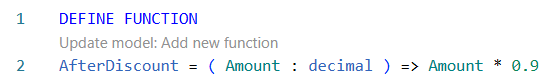 1 DEFINE FUNCTION
Update model: Add new function
2 AfterDiscount = ( Amount : decimal ) => Amount * 0.9